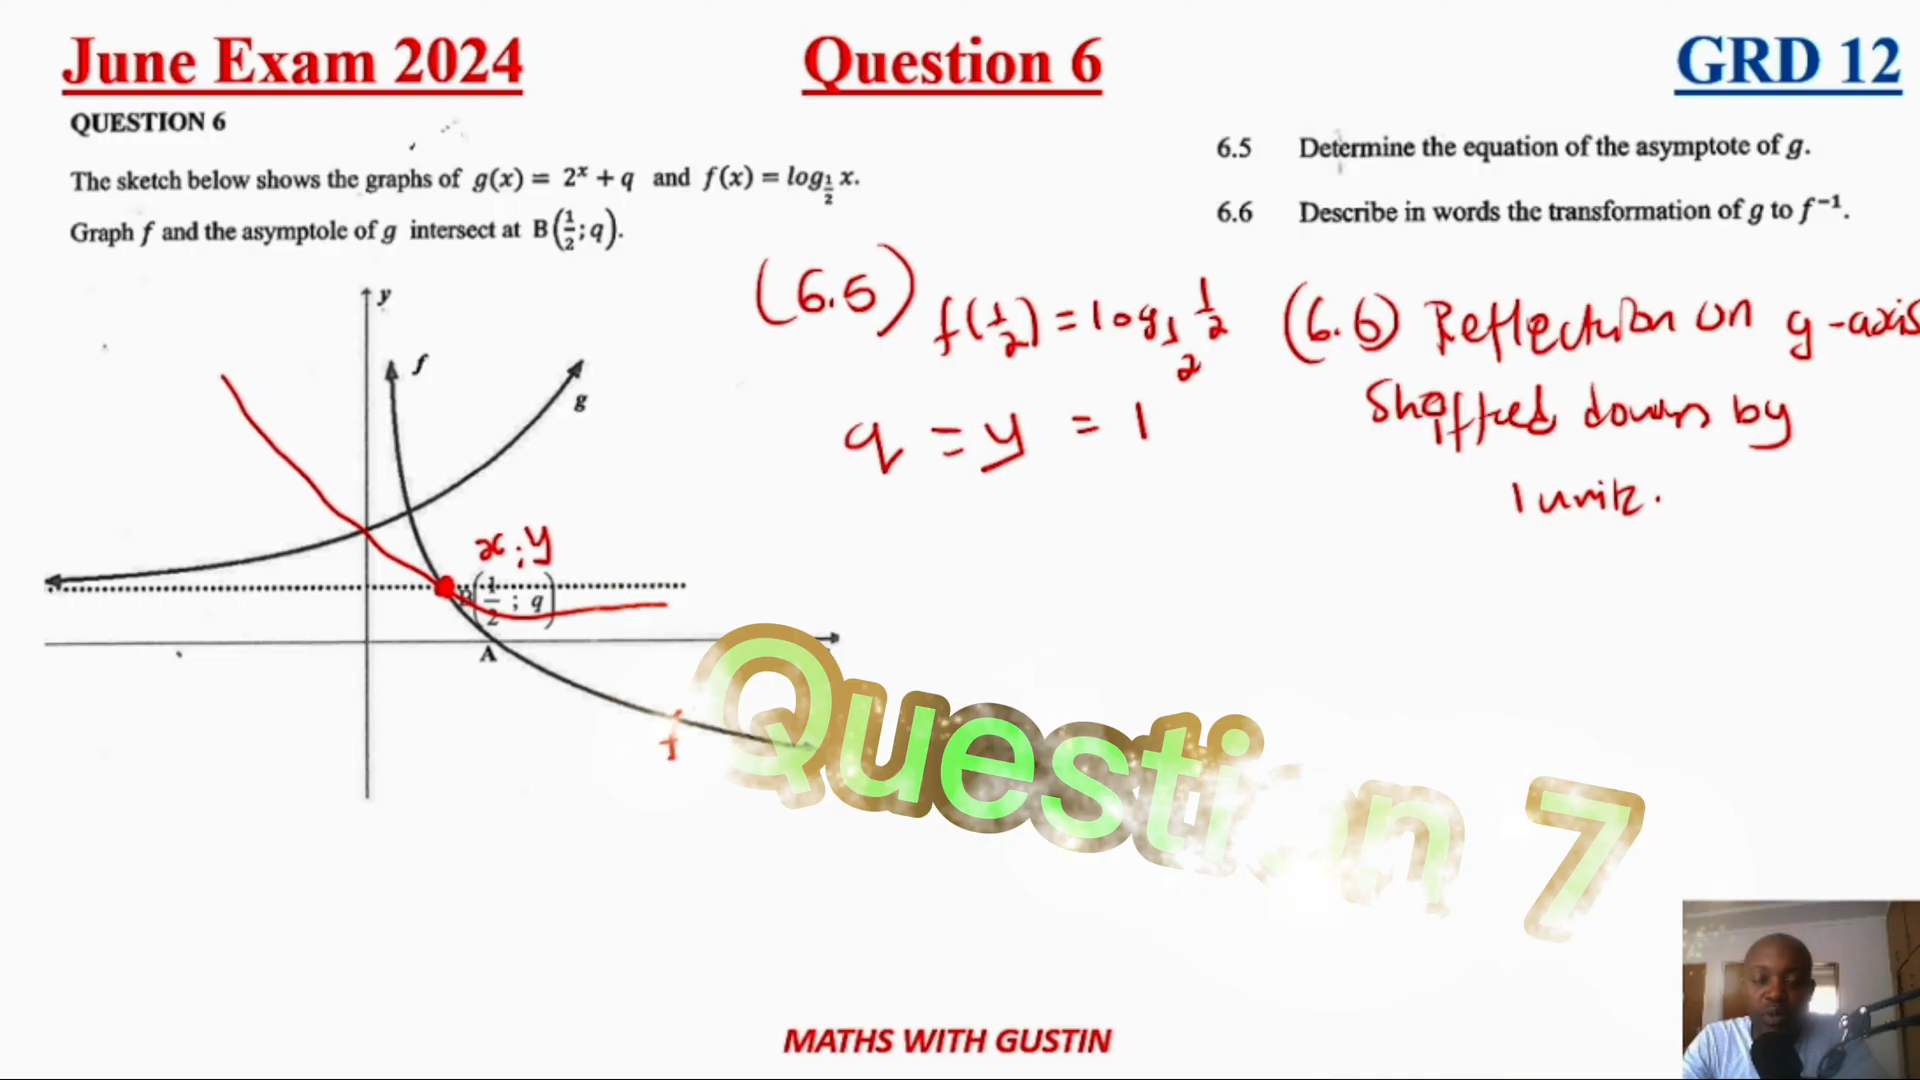 June Exam 2024
Question 6
GRD 12
QUESTION 6
The sketch below shows the graphs of g(x) = 2ˣ + q and f(x) = log_{1/2} x.
Graph f and the asymptole of g intersect at B(1/2 ; q).
6.5 Determine the equation of the asymptote of g.
6.6 Describe in words the transformation of g to f⁻¹.
(6.5) f(1/2) = log_{1/2} 1/2
q = y = 1
(6.6) Reflection on y-axis
Shifted down by
1 unit.
y
f
g
x ; y
B(1/2 ; q)
A
Question 7
MATHS WITH GUSTIN